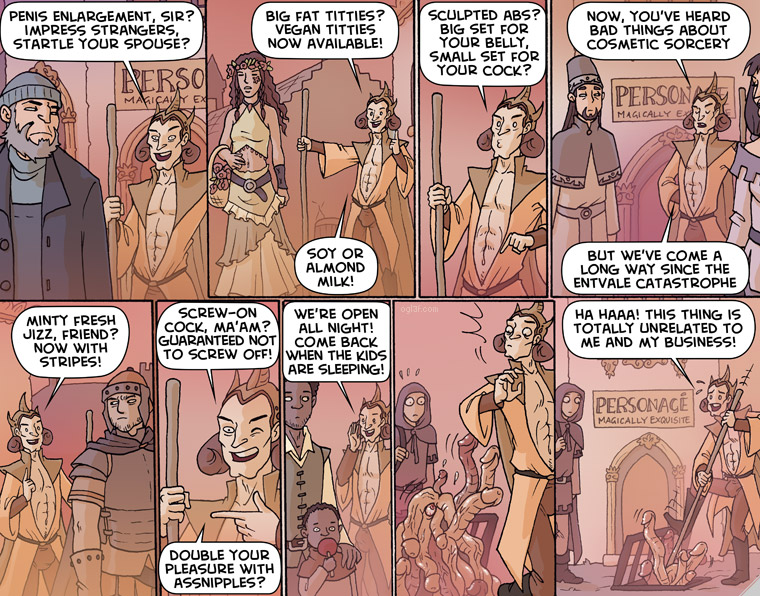 PENIS ENLARGEMENT, SIR?
IMPRESS STRANGERS,
STARTLE YOUR SPOUSE?
PERSO
MAGICALLY EX
BIG FAT TITTIES?
VEGAN TITTIES
NOW AVAILABLE!
SOY OR
ALMOND
MILK!
SCULPTED ABS?
BIG SET FOR
YOUR BELLY,
SMALL SET FOR
YOUR COCK?
NOW, YOU'VE HEARD
BAD THINGS ABOUT
COSMETIC SORCERY
PERSONAGE
MAGICALLY EXQUIS
BUT WE'VE COME A
LONG WAY SINCE THE
ENTVALE CATASTROPHE
MINTY FRESH
JIZZ, FRIEND?
NOW WITH
STRIPES!
SCREW-ON
COCK, MA'AM?
GUARANTEED NOT
TO SCREW OFF!
DOUBLE YOUR
PLEASURE WITH
ASSNIPPLES?
WE'RE OPEN
ALL NIGHT!
COME BACK
WHEN THE KIDS
ARE SLEEPING!
oglaf.com
HA HAAA! THIS THING IS
TOTALLY UNRELATED TO
ME AND MY BUSINESS!
PERSONAGÉ
MAGICALLY EXQUISITE